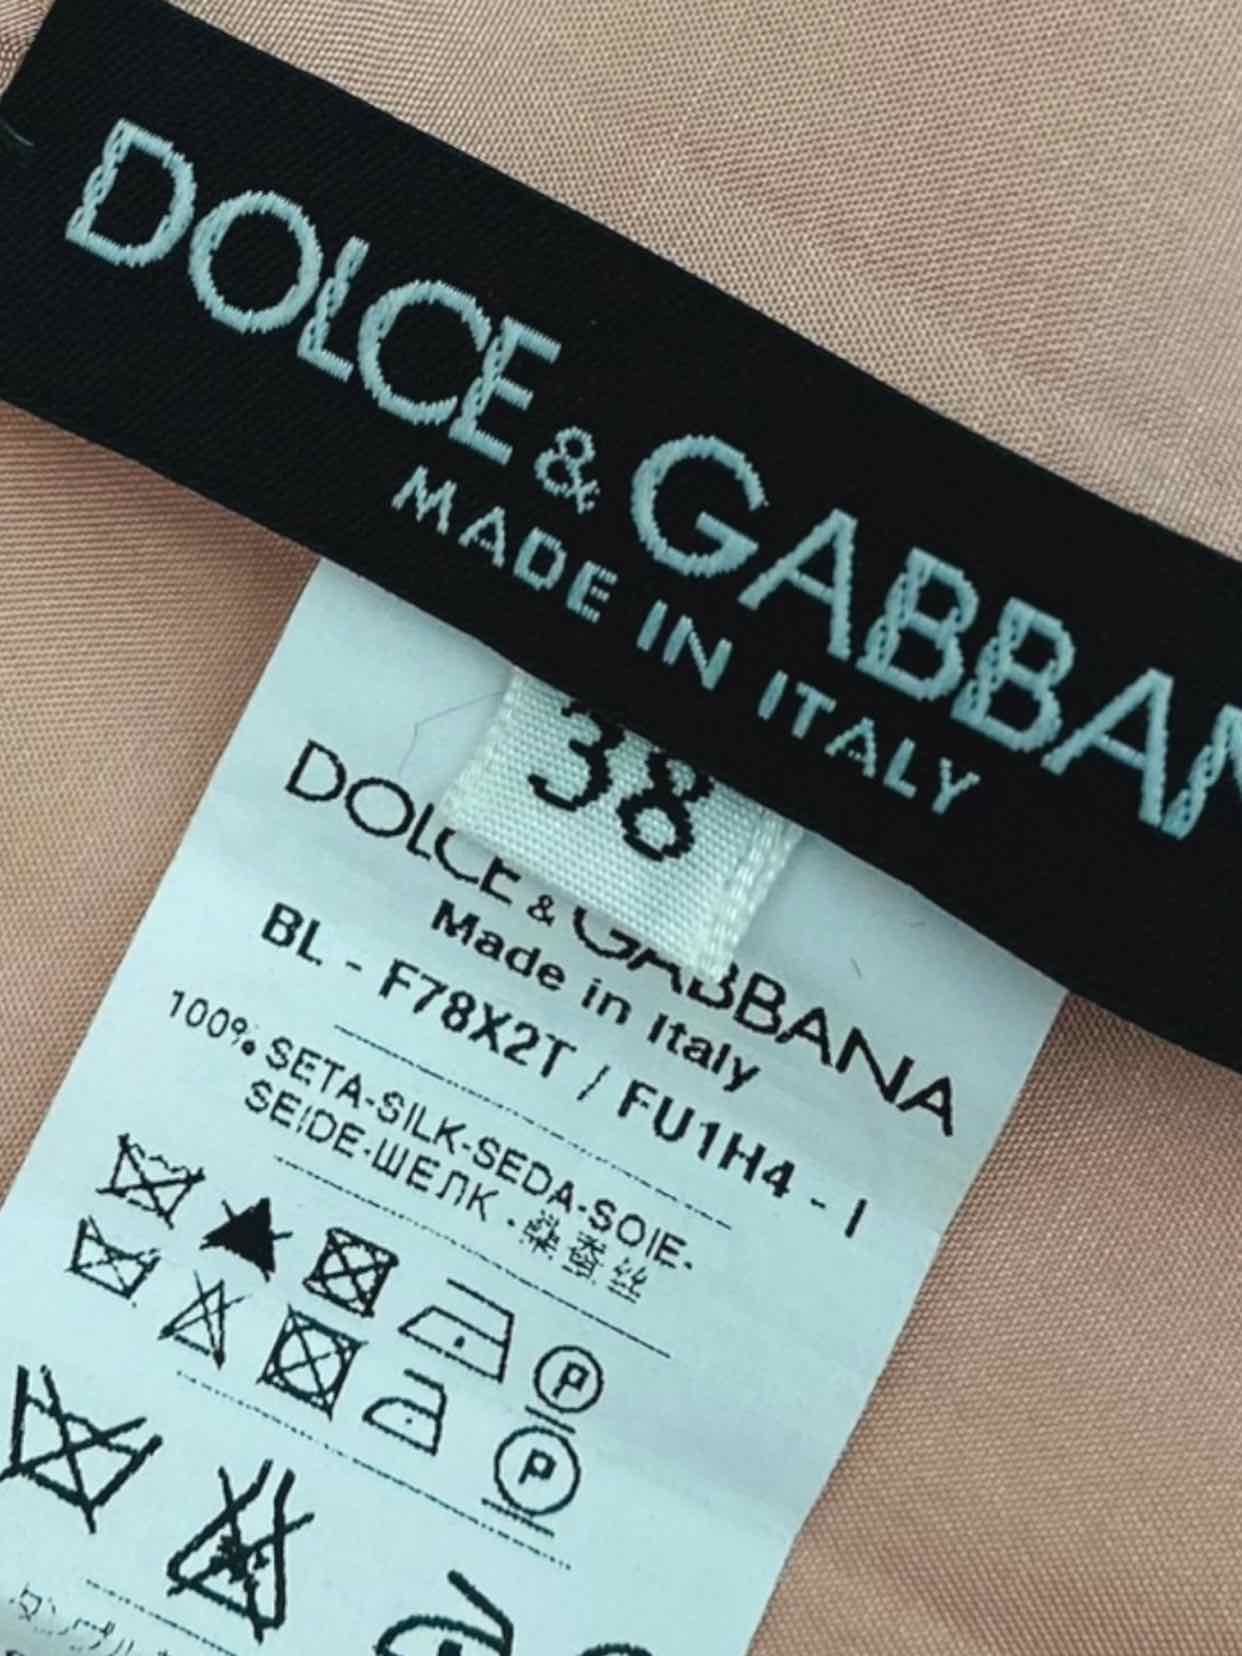 DOLCE & GABBAN
MADE IN ITALY
38
DOLCE & GABBANA
Made in Italy
BL - F78X2T / FU1H4 - I
100% SETA-SILK-SEDA-SOIE-
SEIDE-ШЕЛК · 桑蚕丝
P
P